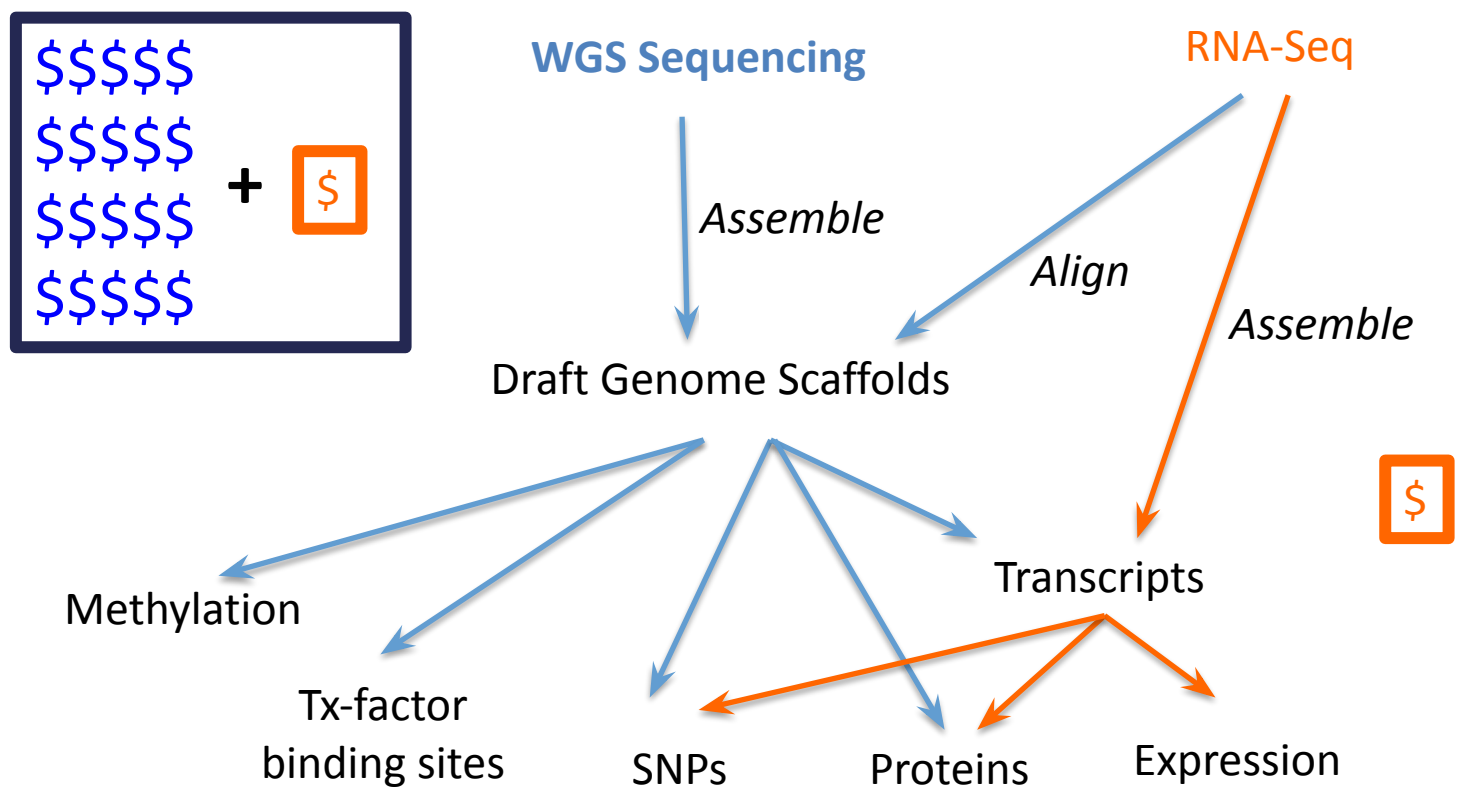 $$$$$
$$$$$
$$$$$
$$$$$
+
$
WGS Sequencing
RNA-Seq
Assemble
Align
Assemble
Draft Genome Scaffolds
$
Methylation
Transcripts
Tx-factor
binding sites
SNPs
Proteins
Expression